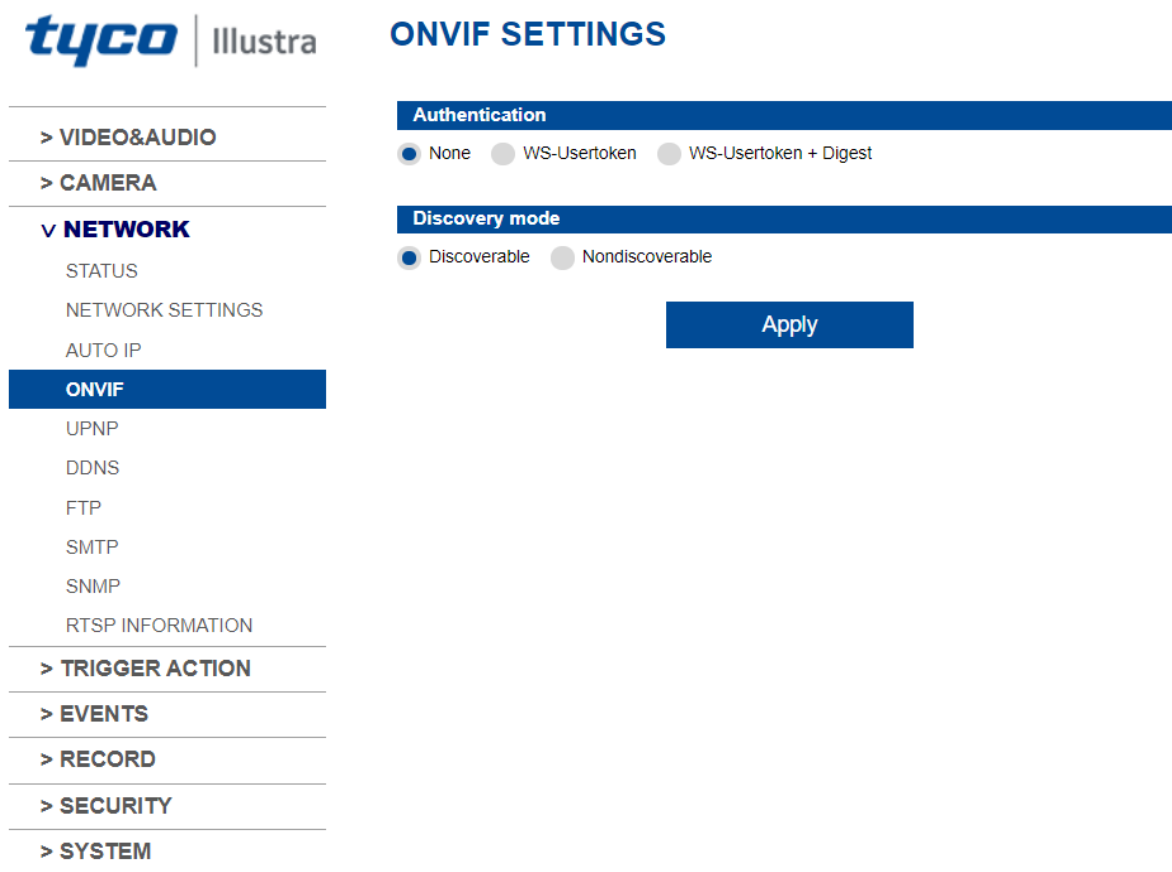 tyco | Illustra
ONVIF SETTINGS
> VIDEO&AUDIO
> CAMERA
v NETWORK
STATUS
NETWORK SETTINGS
AUTO IP
ONVIF
UPNP
DDNS
FTP
SMTP
SNMP
RTSP INFORMATION
> TRIGGER ACTION
> EVENTS
> RECORD
> SECURITY
> SYSTEM
Authentication
None WS-Usertoken WS-Usertoken + Digest
Discovery mode
Discoverable Nondiscoverable
Apply